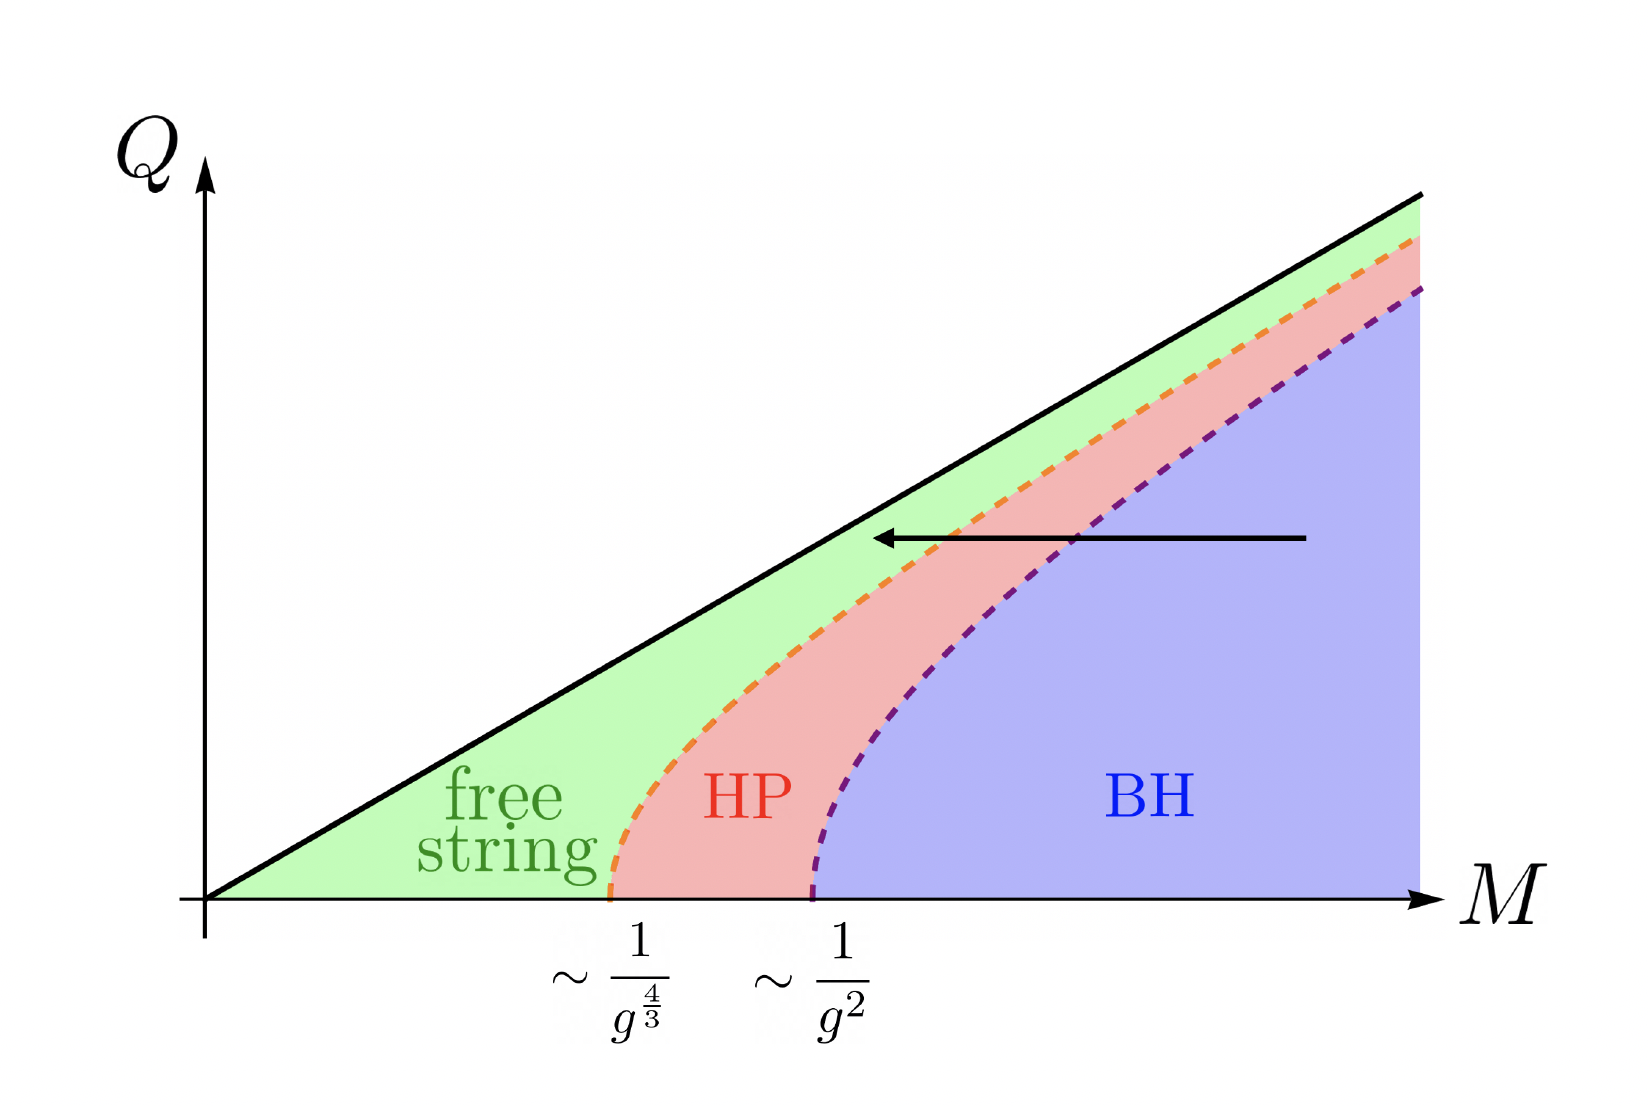 Q
free
string
HP
BH
M
∼ 1/g^{4/3}
∼ 1/g^2